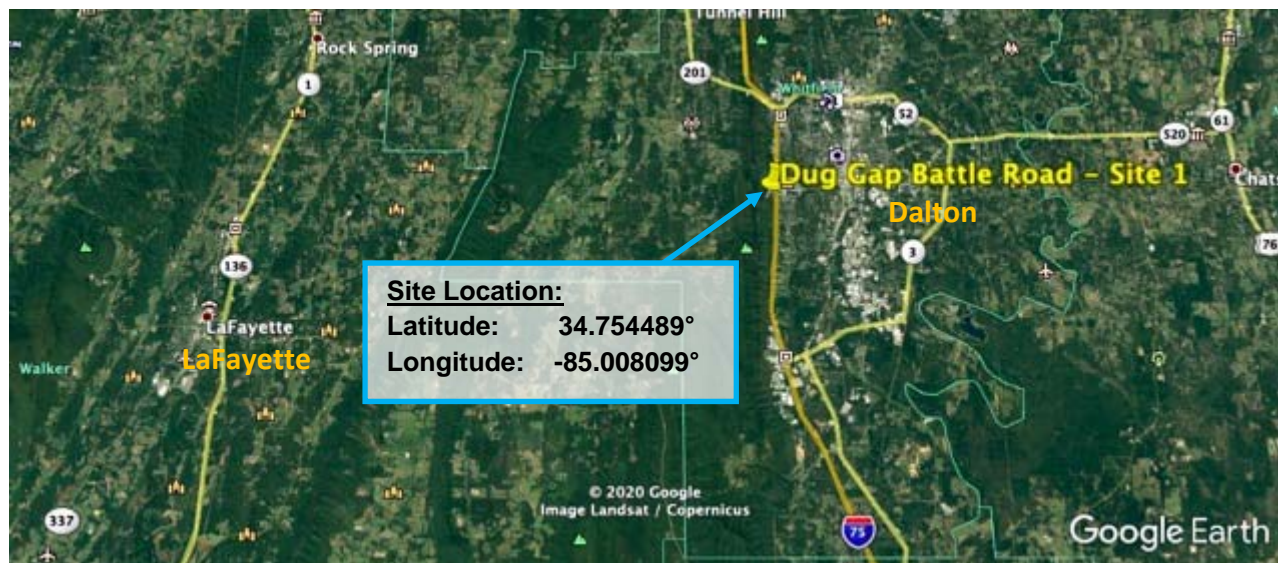 Tunnel Hill
Rock Spring
201
1
Whitfield
52
61
520
Dug Gap Battle Road – Site 1
Chats
Dalton
76
3
136
Site Location:
Latitude: 34.754489°
Longitude: -85.008099°
LaFayette
LaFayette
Walker
© 2020 Google
Image Landsat / Copernicus
337
75
Google Earth